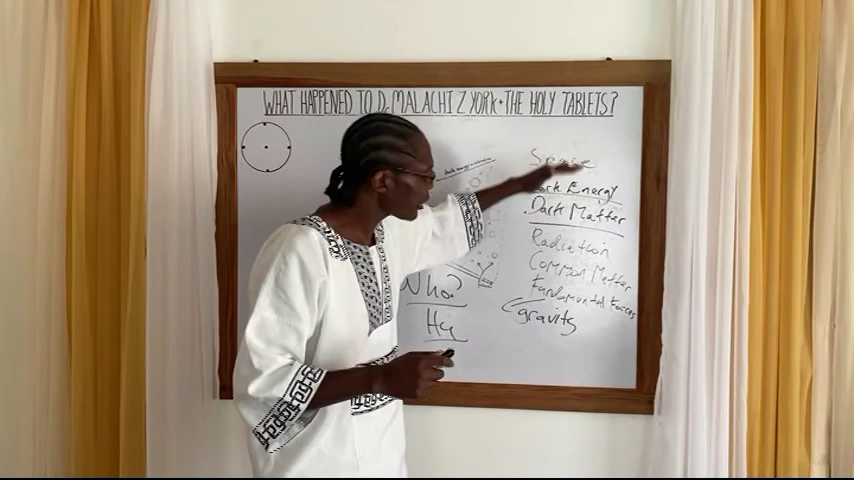 WHAT HAPPENED TO Dr MALACHI Z YORK + THE HOLY TABLETS?
Space
Dark Energy
Dark Matter
Radiation
Common Matter
Fundamental Forces
gravity
Who?
Hu